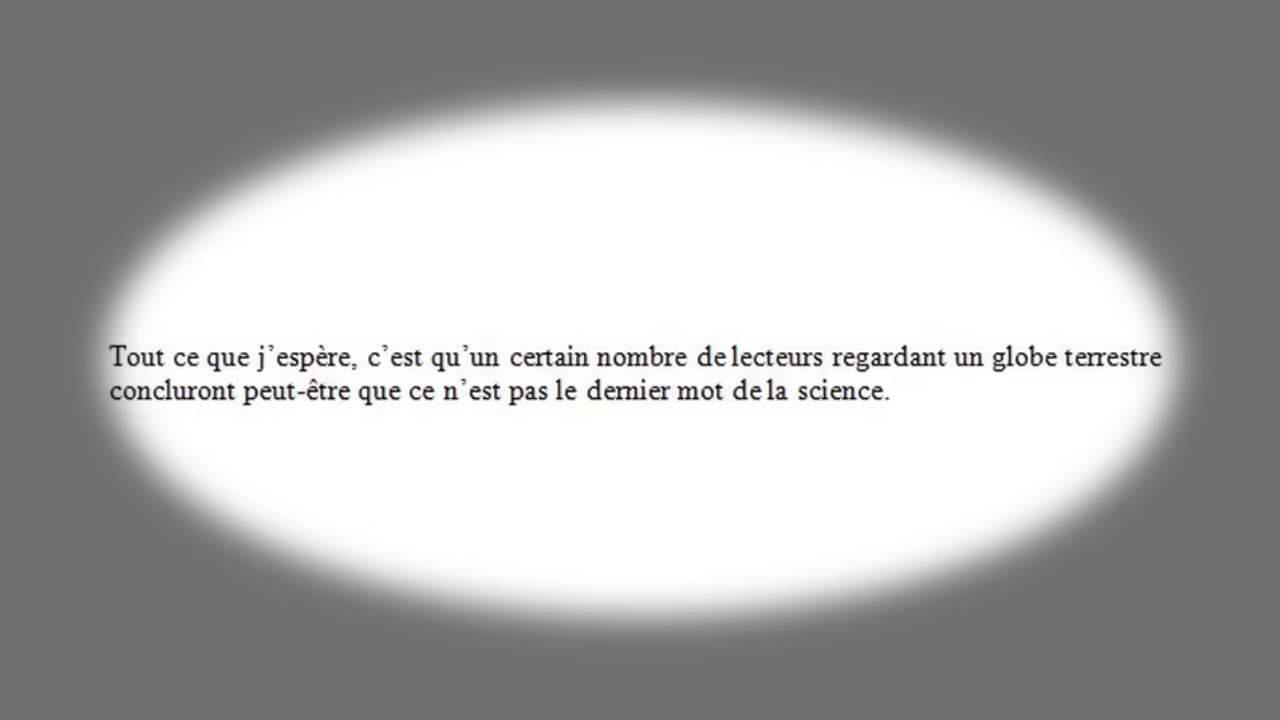 Tout ce que j’espère, c’est qu’un certain nombre de lecteurs regardant un globe terrestre
concluront peut-être que ce n’est pas le dernier mot de la science.